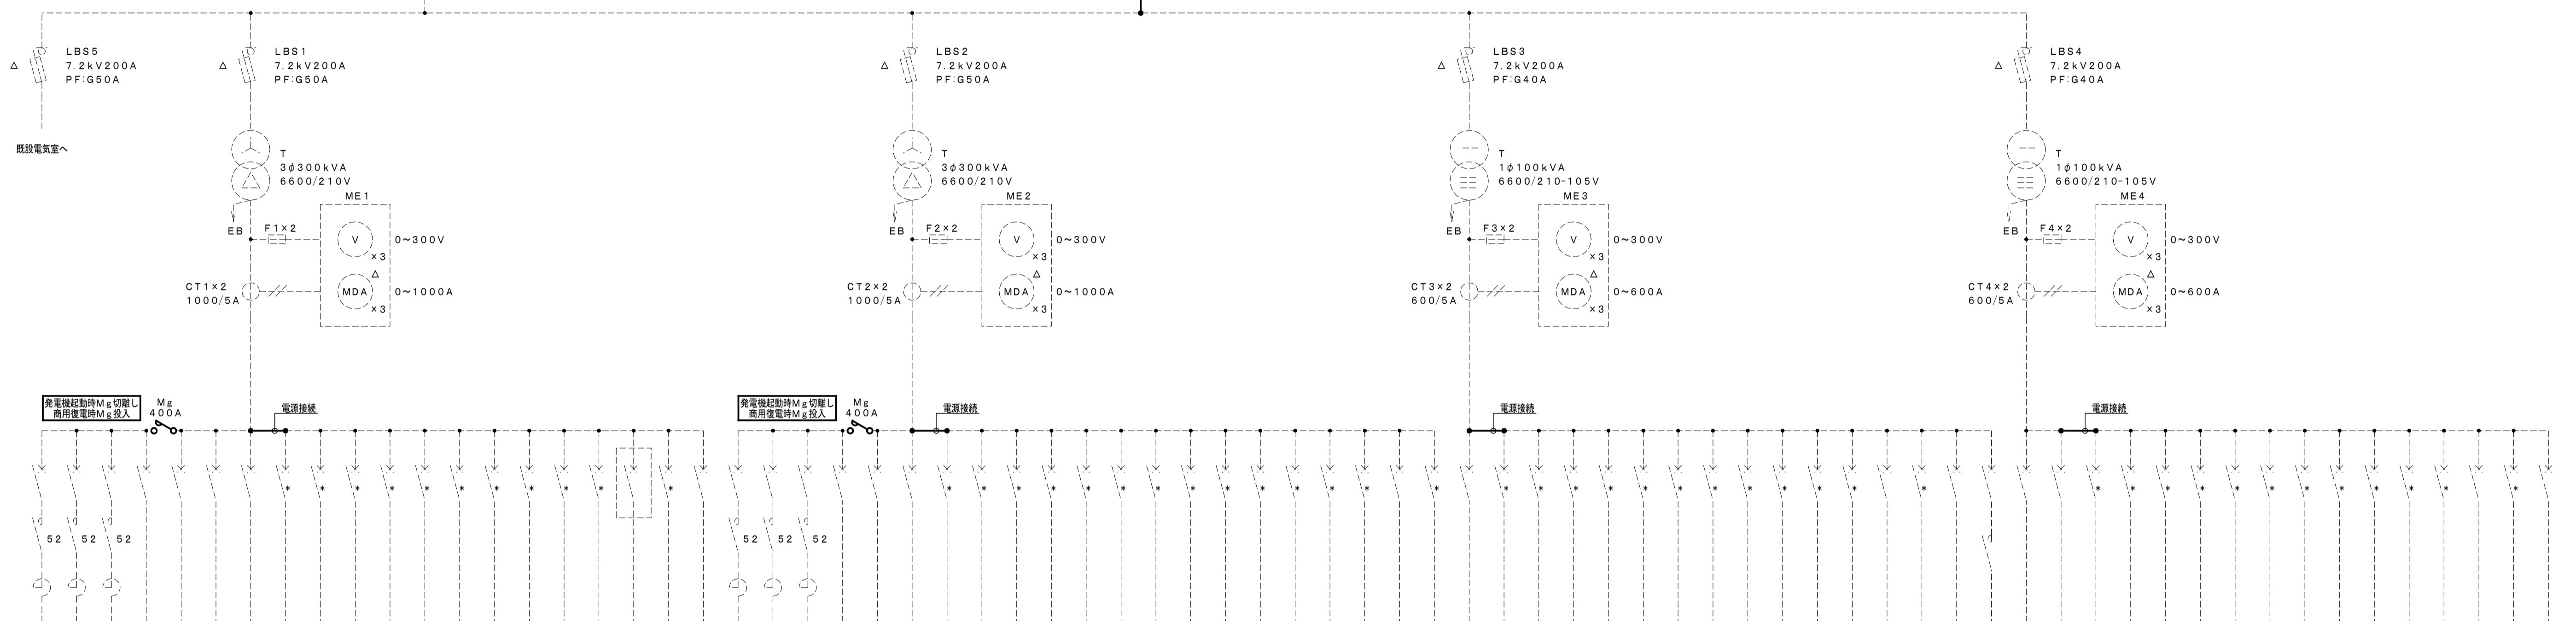 LBS5
7.2kV200A
PF:G50A
△
既設電気室へ
LBS1
7.2kV200A
PF:G50A
△
T
3φ300kVA
6600/210V
EB
F1×2
ME1
V
×3
0~300V
△
CT1×2
1000/5A
MDA
×3
0~1000A
発電機起動時Mg切離し
商用復電時Mg投入
Mg
400A
電源接続
* * * * * * * * * * *
52 52 52
LBS2
7.2kV200A
PF:G50A
△
T
3φ300kVA
6600/210V
EB
F2×2
ME2
V
×3
0~300V
△
CT2×2
1000/5A
MDA
×3
0~1000A
発電機起動時Mg切離し
商用復電時Mg投入
Mg
400A
電源接続
* * * * * * * * * * * * * * *
52 52 52
LBS3
7.2kV200A
PF:G40A
△
T
1φ100kVA
6600/210-105V
EB
F3×2
ME3
V
×3
0~300V
△
CT3×2
600/5A
MDA
×3
0~600A
電源接続
* * * * * * * * * * * * * *
LBS4
7.2kV200A
PF:G40A
△
T
1φ100kVA
6600/210-105V
EB
F4×2
ME4
V
×3
0~300V
△
CT4×2
600/5A
MDA
×3
0~600A
電源接続
* * * * * * * * * * * * *